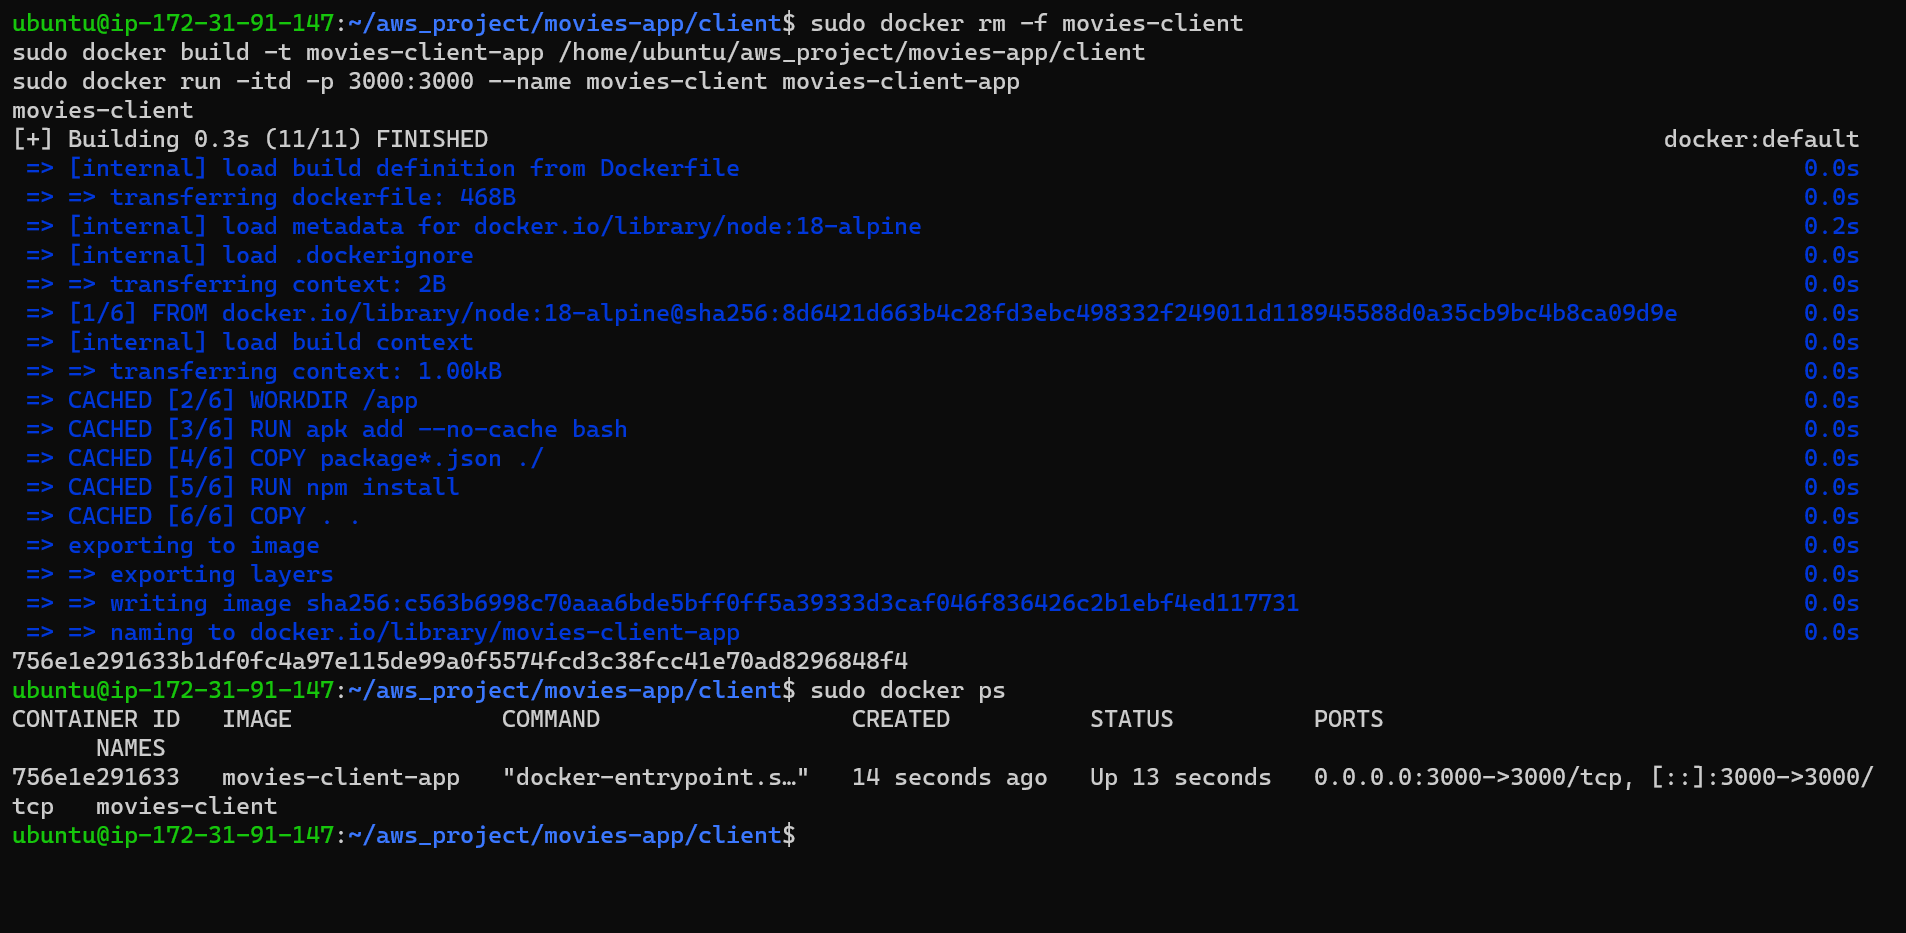 ubuntu@ip-172-31-91-147:~/aws_project/movies-app/client$ sudo docker rm -f movies-client
sudo docker build -t movies-client-app /home/ubuntu/aws_project/movies-app/client
sudo docker run -itd -p 3000:3000 --name movies-client movies-client-app
movies-client
[+] Building 0.3s (11/11) FINISHED docker:default
=> [internal] load build definition from Dockerfile 0.0s
=> => transferring dockerfile: 468B 0.0s
=> [internal] load metadata for docker.io/library/node:18-alpine 0.2s
=> [internal] load .dockerignore 0.0s
=> => transferring context: 2B 0.0s
=> [1/6] FROM docker.io/library/node:18-alpine@sha256:8d6421d663b4c28fd3ebc498332f249011d118945588d0a35cb9bc4b8ca09d9e 0.0s
=> [internal] load build context 0.0s
=> => transferring context: 1.00kB 0.0s
=> CACHED [2/6] WORKDIR /app 0.0s
=> CACHED [3/6] RUN apk add --no-cache bash 0.0s
=> CACHED [4/6] COPY package*.json ./ 0.0s
=> CACHED [5/6] RUN npm install 0.0s
=> CACHED [6/6] COPY . . 0.0s
=> exporting to image 0.0s
=> => exporting layers 0.0s
=> => writing image sha256:c563b6998c70aaa6bde5bff0ff5a39333d3caf046f836426c2b1ebf4ed117731 0.0s
=> => naming to docker.io/library/movies-client-app 0.0s
756e1e291633b1df0fc4a97e115de99a0f5574fcd3c38fcc41e70ad8296848f4
ubuntu@ip-172-31-91-147:~/aws_project/movies-app/client$ sudo docker ps
CONTAINER ID IMAGE COMMAND CREATED STATUS PORTS
NAMES
756e1e291633 movies-client-app "docker-entrypoint.s…" 14 seconds ago Up 13 seconds 0.0.0.0:3000->3000/tcp, [::]:3000->3000/
tcp movies-client
ubuntu@ip-172-31-91-147:~/aws_project/movies-app/client$